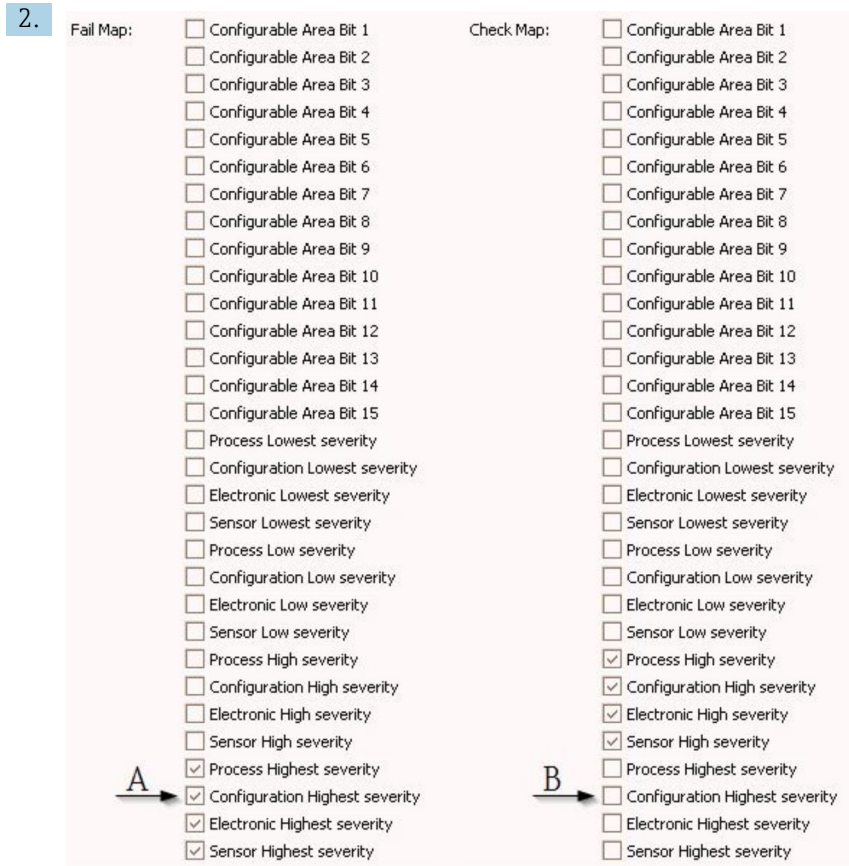 2.
Fail Map: Configurable Area Bit 1 Check Map: Configurable Area Bit 1
Configurable Area Bit 2 Configurable Area Bit 2
Configurable Area Bit 3 Configurable Area Bit 3
Configurable Area Bit 4 Configurable Area Bit 4
Configurable Area Bit 5 Configurable Area Bit 5
Configurable Area Bit 6 Configurable Area Bit 6
Configurable Area Bit 7 Configurable Area Bit 7
Configurable Area Bit 8 Configurable Area Bit 8
Configurable Area Bit 9 Configurable Area Bit 9
Configurable Area Bit 10 Configurable Area Bit 10
Configurable Area Bit 11 Configurable Area Bit 11
Configurable Area Bit 12 Configurable Area Bit 12
Configurable Area Bit 13 Configurable Area Bit 13
Configurable Area Bit 14 Configurable Area Bit 14
Configurable Area Bit 15 Configurable Area Bit 15
Process Lowest severity Process Lowest severity
Configuration Lowest severity Configuration Lowest severity
Electronic Lowest severity Electronic Lowest severity
Sensor Lowest severity Sensor Lowest severity
Process Low severity Process Low severity
Configuration Low severity Configuration Low severity
Electronic Low severity Electronic Low severity
Sensor Low severity Sensor Low severity
Process High severity Process High severity
Configuration High severity Configuration High severity
Electronic High severity Electronic High severity
Sensor High severity Sensor High severity
Process Highest severity Process Highest severity
A Configuration Highest severity B Configuration Highest severity
Electronic Highest severity Electronic Highest severity
Sensor Highest severity Sensor Highest severity